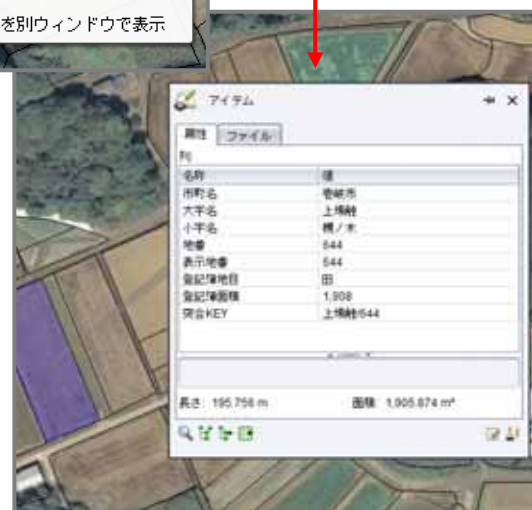 を別ウィンドウで表示
アイテム
属性 ファイル
列
名称 値
市町名 壱岐市
大字名 上場触
小字名 ノ木
地番 644
表示地番 644
登記簿地目 田
登記簿面積 1,908
突合KEY 上場触644
長さ 195.756 m 面積 1,905.874 m²